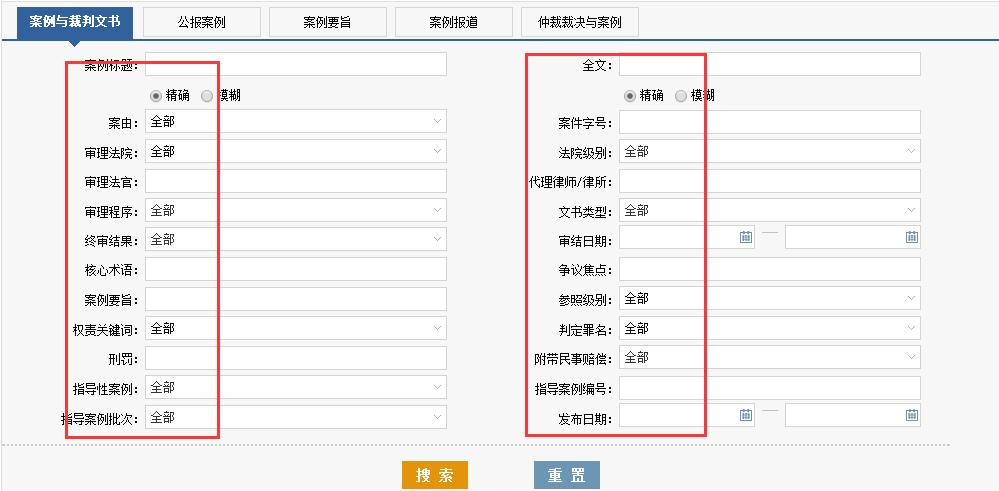 案例与裁判文书 公报案例 案例要旨 案例报道 仲裁裁决与案例
案例标题： 全文：
精确 模糊 精确 模糊
案由： 全部 案件字号：
审理法院： 全部 法院级别： 全部
审理法官： 代理律师/律所：
审理程序： 全部 文书类型： 全部
终审结果： 全部 审结日期： —
核心术语： 争议焦点：
案例要旨： 参照级别： 全部
权责关键词： 全部 判定罪名： 全部
刑罚： 附带民事赔偿： 全部
指导性案例： 全部 指导案例编号：
指导案例批次： 全部 发布日期： —
搜 索 重 置